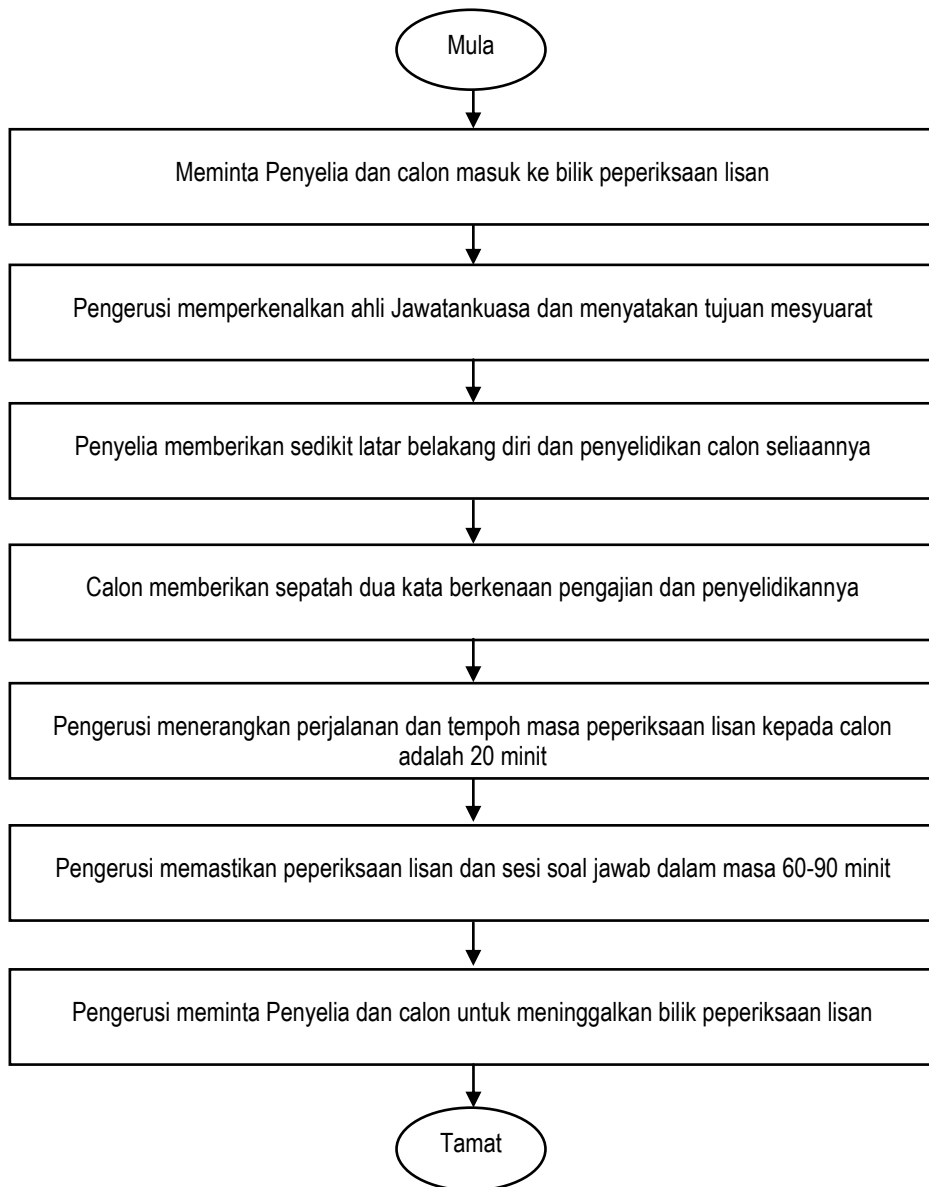 Mula
Meminta Penyelia dan calon masuk ke bilik peperiksaan lisan
Pengerusi memperkenalkan ahli Jawatankuasa dan menyatakan tujuan mesyuarat
Penyelia memberikan sedikit latar belakang diri dan penyelidikan calon seliaannya
Calon memberikan sepatah dua kata berkenaan pengajian dan penyelidikannya
Pengerusi menerangkan perjalanan dan tempoh masa peperiksaan lisan kepada calon
adalah 20 minit
Pengerusi memastikan peperiksaan lisan dan sesi soal jawab dalam masa 60-90 minit
Pengerusi meminta Penyelia dan calon untuk meninggalkan bilik peperiksaan lisan
Tamat